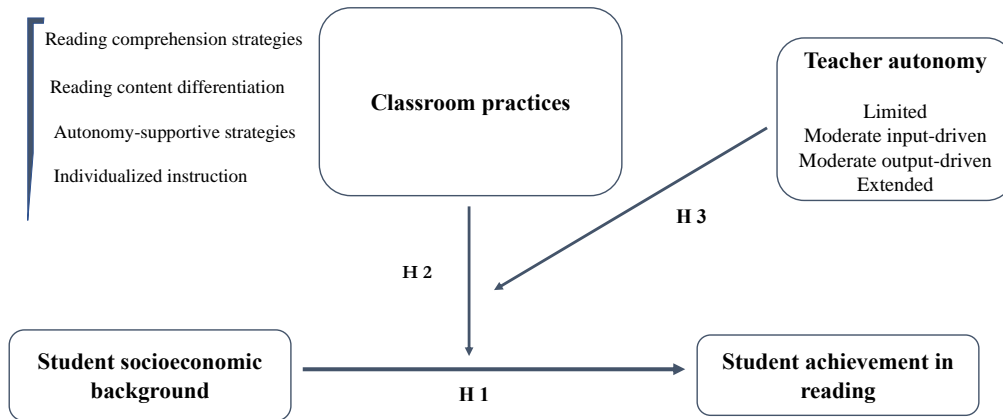 Reading comprehension strategies
Reading content differentiation
Autonomy-supportive strategies
Individualized instruction
Classroom practices
Teacher autonomy
Limited
Moderate input-driven
Moderate output-driven
Extended
H 3
H 2
Student socioeconomic
background
H 1
Student achievement in
reading